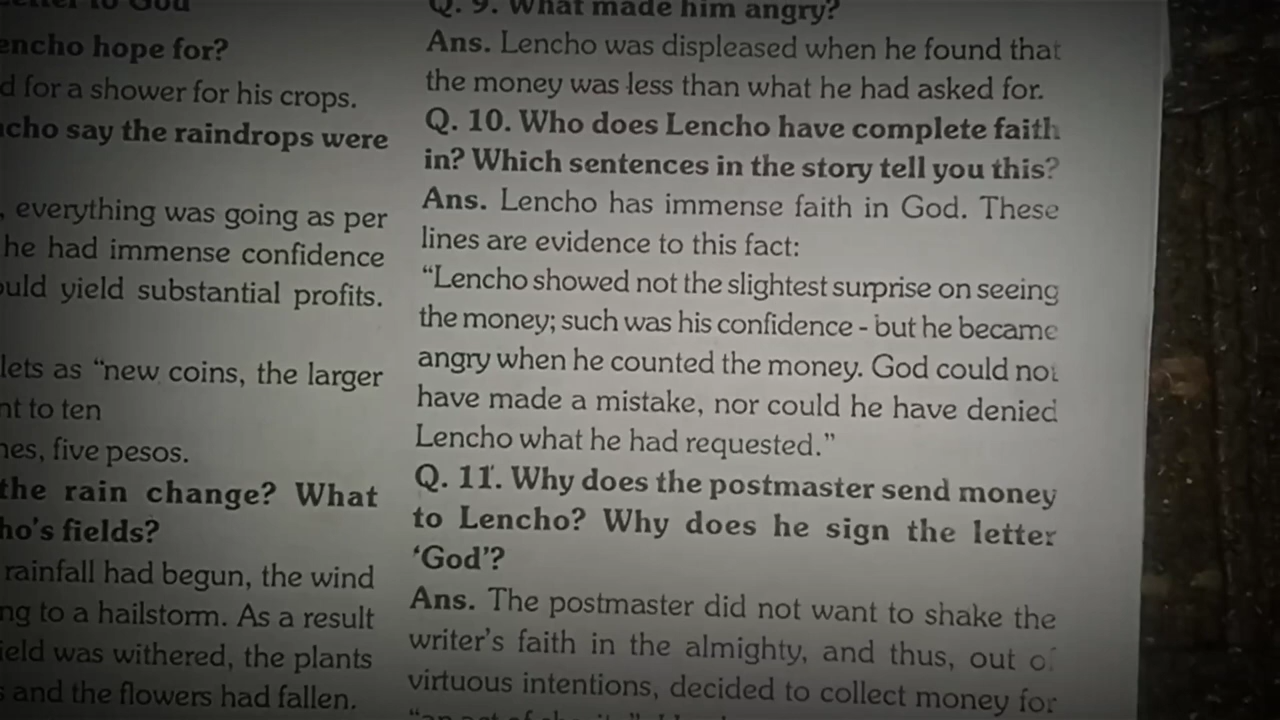 encho hope for?
d for a shower for his crops.
cho say the raindrops were
, everything was going as per
he had immense confidence
ould yield substantial profits.
lets as “new coins, the larger
nt to ten
nes, five pesos.
the rain change? What
ho's fields?
rainfall had begun, the wind
ng to a hailstorm. As a result
ield was withered, the plants
s and the flowers had fallen.
Q. 9. What made him angry?
Ans. Lencho was displeased when he found that
the money was less than what he had asked for.
Q. 10. Who does Lencho have complete faith
in? Which sentences in the story tell you this?
Ans. Lencho has immense faith in God. These
lines are evidence to this fact:
“Lencho showed not the slightest surprise on seeing
the money; such was his confidence - but he became
angry when he counted the money. God could not
have made a mistake, nor could he have denied
Lencho what he had requested.”
Q. 11. Why does the postmaster send money
to Lencho? Why does he sign the letter
‘God’?
Ans. The postmaster did not want to shake the
writer's faith in the almighty, and thus, out of
virtuous intentions, decided to collect money for